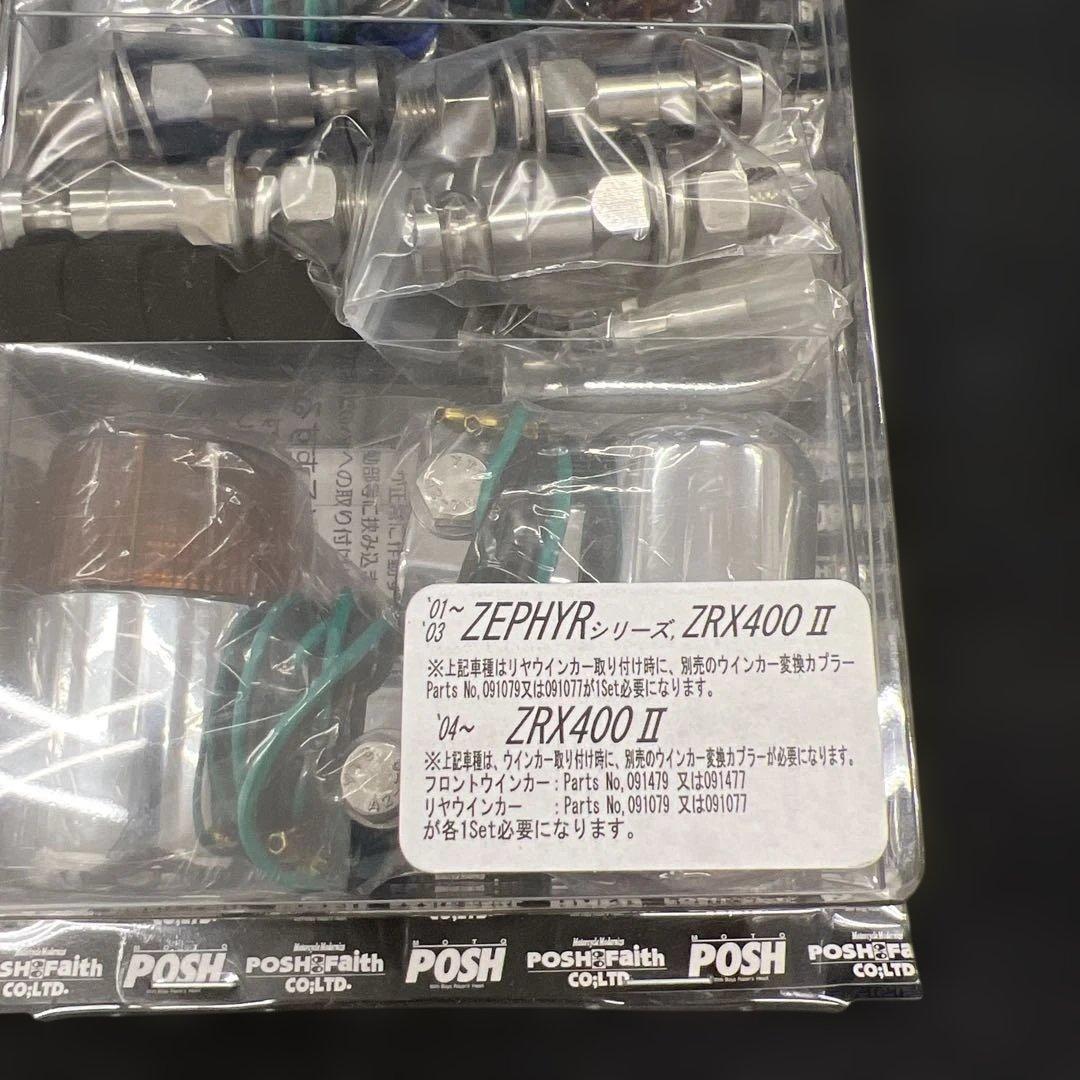 '01～
'03 ZEPHYRシリーズ, ZRX400Ⅱ
※上記車種はリヤウインカー取り付け時に、別売のウインカー変換カプラー
Parts No,091079又は091077が1Set必要になります。
'04～ ZRX400Ⅱ
※上記車種は、ウインカー取り付け時に、別売のウインカー変換カプラーが必要になります。
フロントウインカー：Parts No,091479 又は091477
リヤウインカー ：Parts No,091079 又は091077
が各1Set必要になります。
Motorcycle Modernize MOTO Motorcycle Modernize MOTO
POSH Faith POSH POSH Faith POSH POSH Faith POSH POSH Fa
CO;LTD. CO;LTD. CO;LTD. CO;LTD.